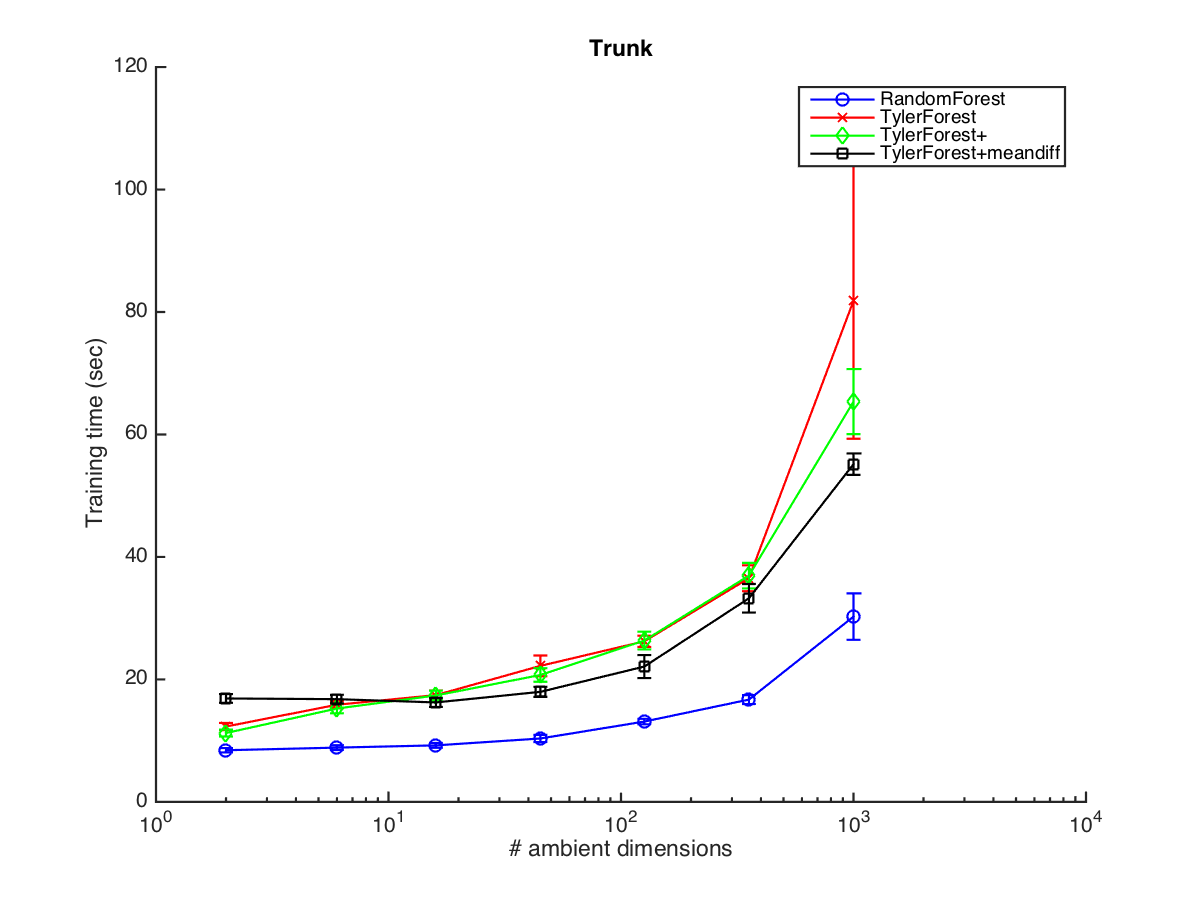 Trunk
120
100
80
60
40
20
0
Training time (sec)
RandomForest
TylerForest
TylerForest+
TylerForest+meandiff
10^0
10^1
10^2
10^3
10^4
# ambient dimensions